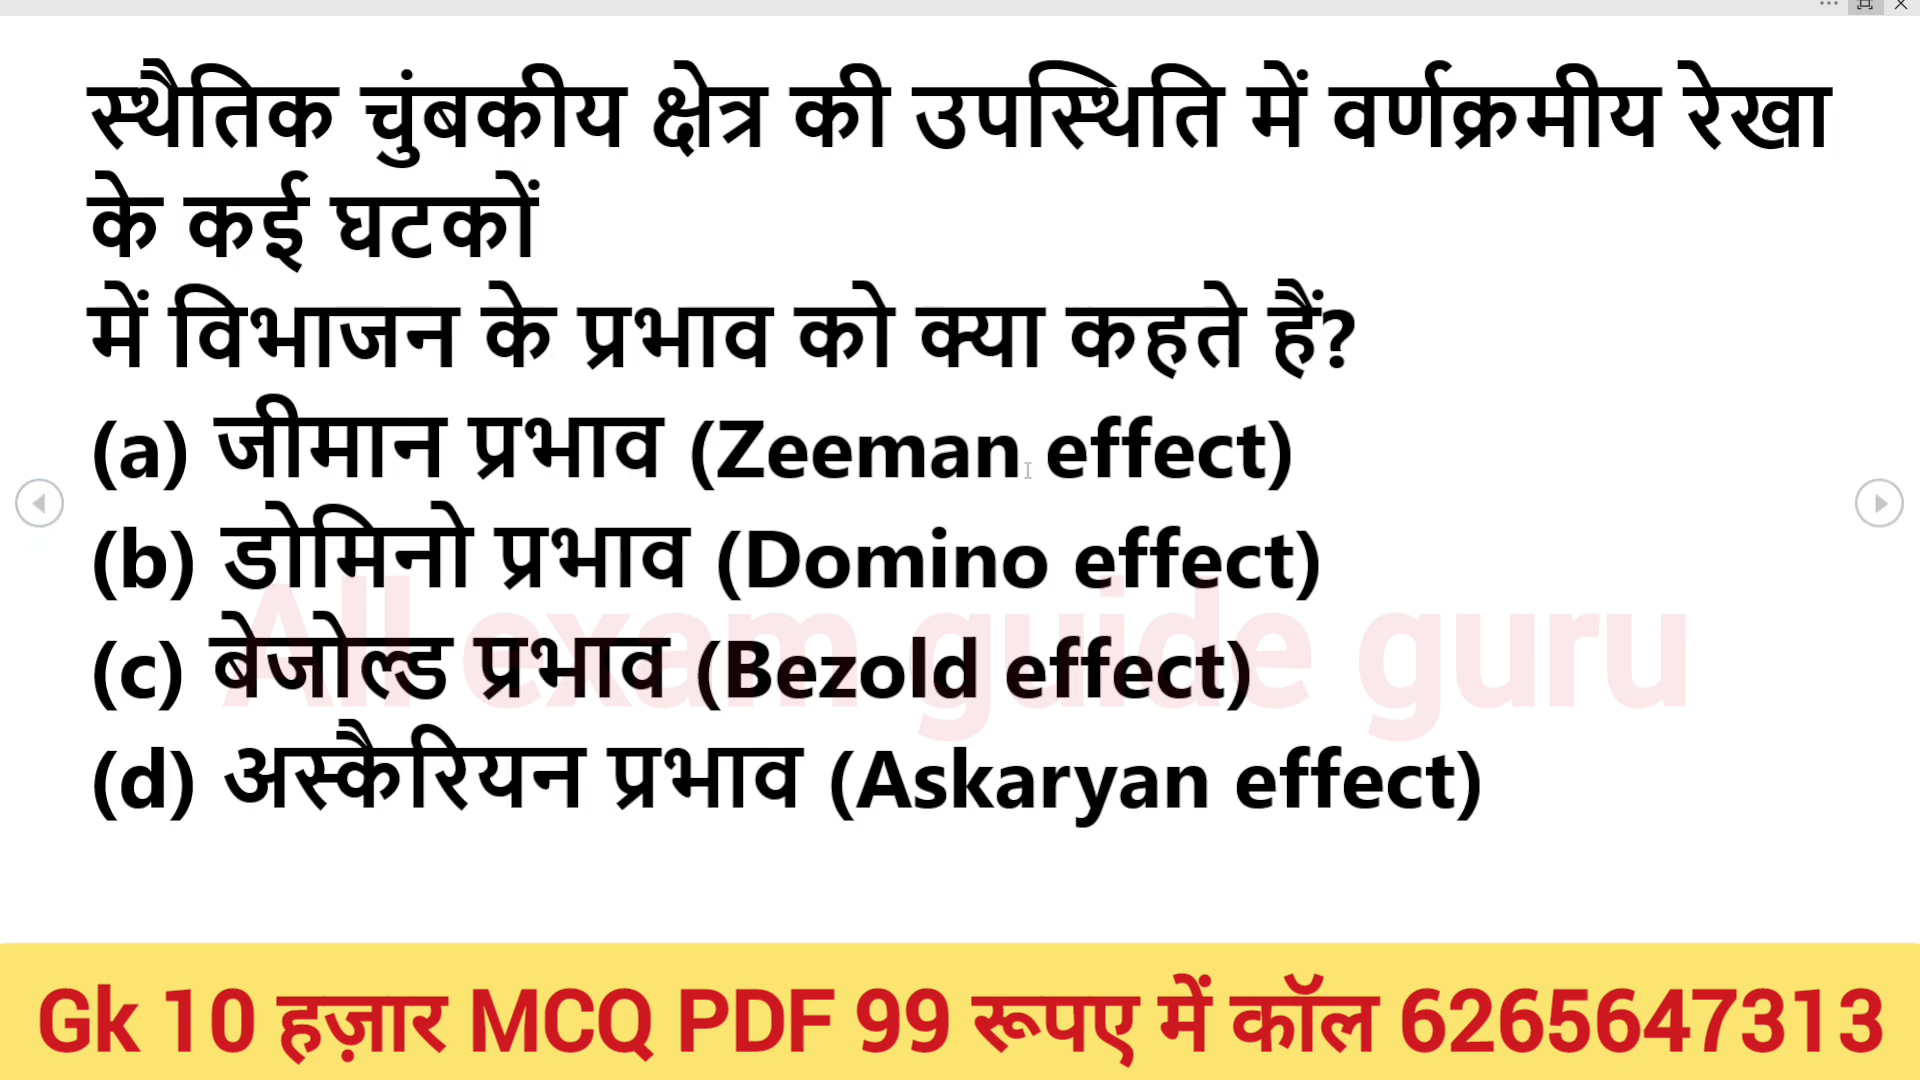 स्थैतिक चुंबकीय क्षेत्र की उपस्थिति में वर्णक्रमीय रेखा
के कई घटकों
में विभाजन के प्रभाव को क्या कहते हैं?
(a) जीमान प्रभाव (Zeeman effect)
(b) डोमिनो प्रभाव (Domino effect)
(c) बेजोल्ड प्रभाव (Bezold effect)
(d) अस्कैरियन प्रभाव (Askaryan effect)
All exam guide guru
Gk 10 हज़ार MCQ PDF 99 रूपए में कॉल 6265647313